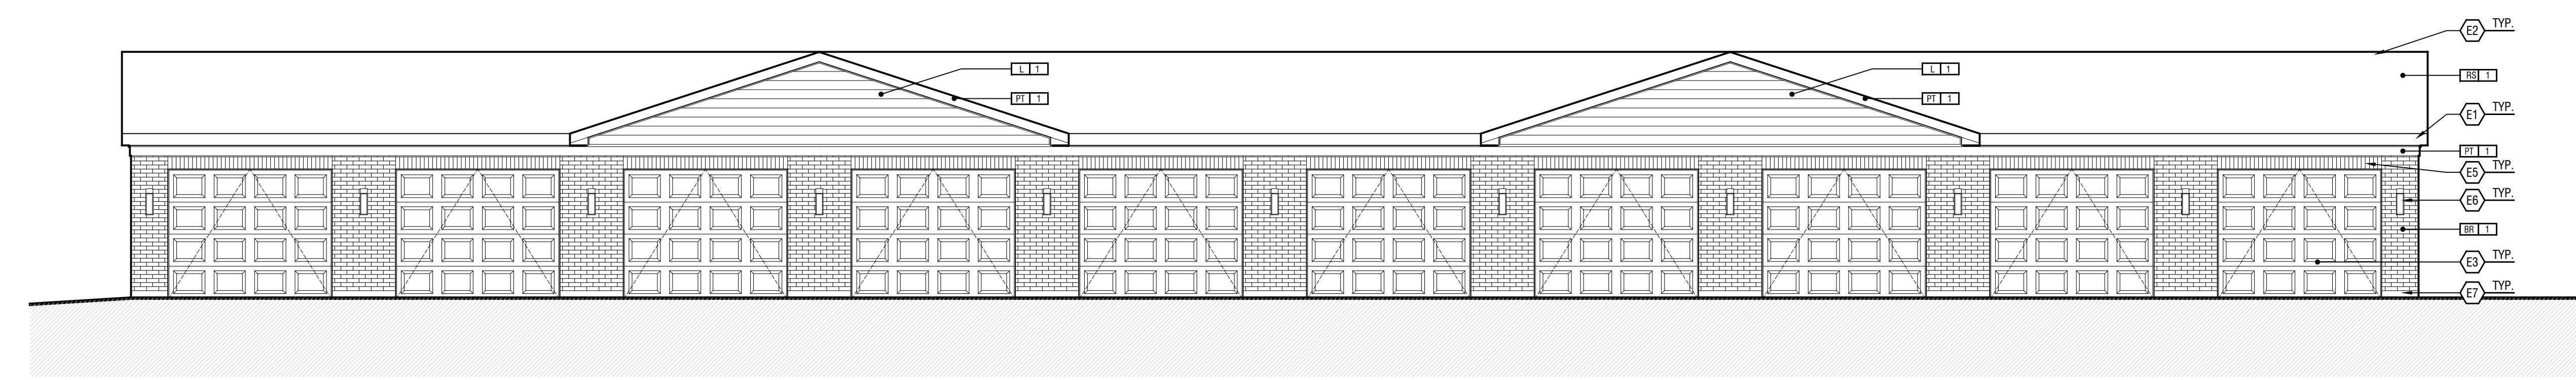 TYP.
E2
L 1
L 1
RS 1
PT 1
PT 1
TYP.
E1
PT 1
TYP.
E5
TYP.
E6
BR 1
TYP.
E3
TYP.
E7